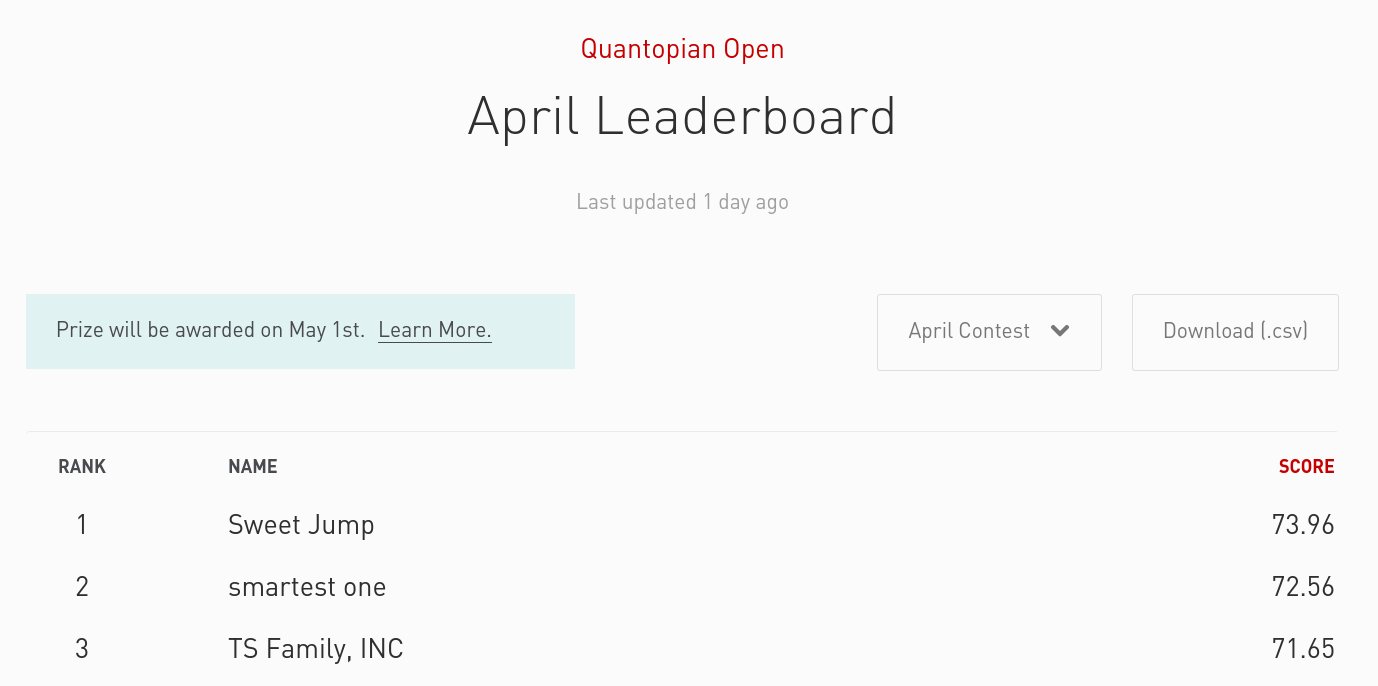 Quantopian Open
April Leaderboard
Last updated 1 day ago
Prize will be awarded on May 1st. Learn More.
April Contest
Download (.csv)
RANK NAME SCORE
1 Sweet Jump 73.96
2 smartest one 72.56
3 TS Family, INC 71.65